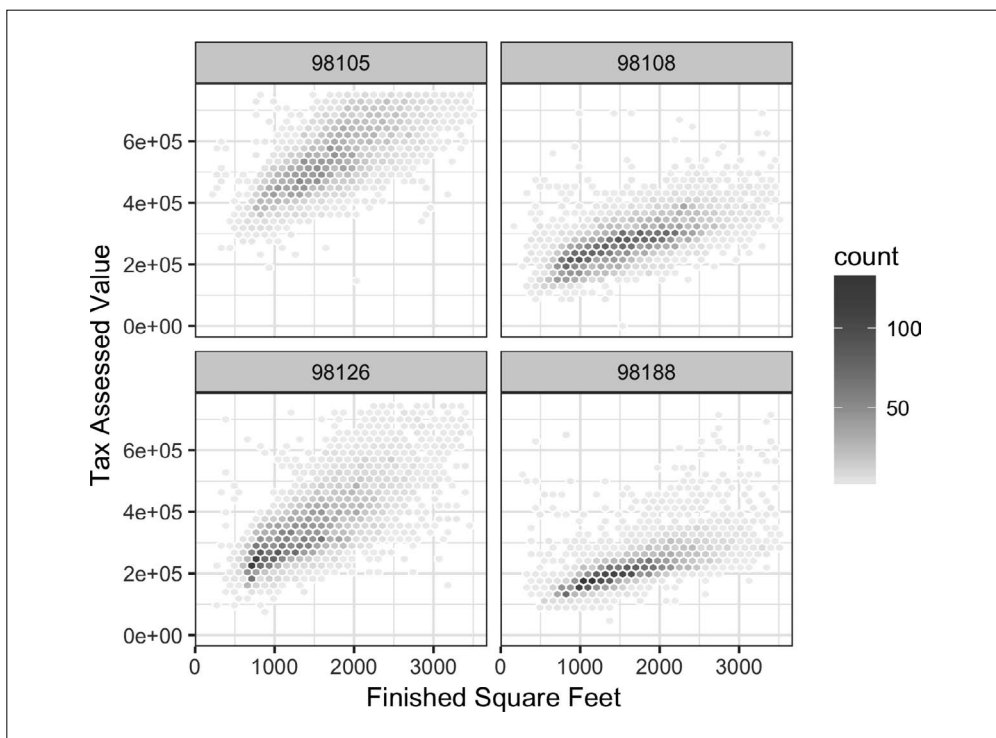 98105
98108
6e+05
4e+05
2e+05
0e+00
98126
98188
6e+05
4e+05
2e+05
0e+00
0 1000 2000 3000
0 1000 2000 3000
Tax Assessed Value
Finished Square Feet
count
100
50